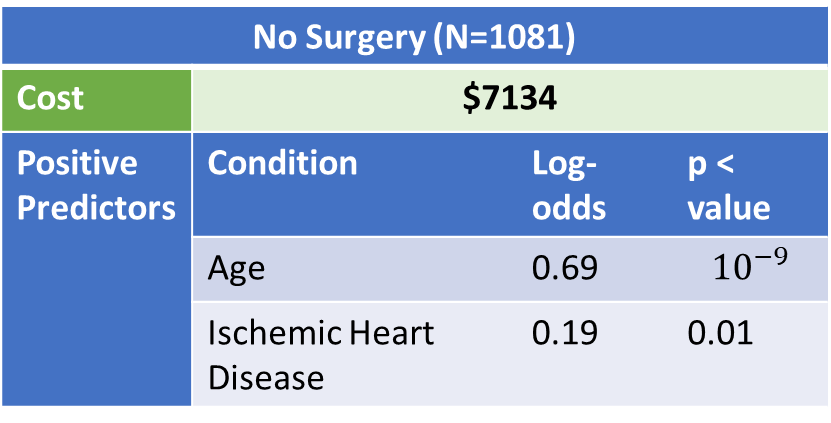 No Surgery (N=1081)
Cost
$7134
Positive
Predictors
Condition
Log-
odds
p <
value
Age
0.69
10⁻⁹
Ischemic Heart
Disease
0.19
0.01